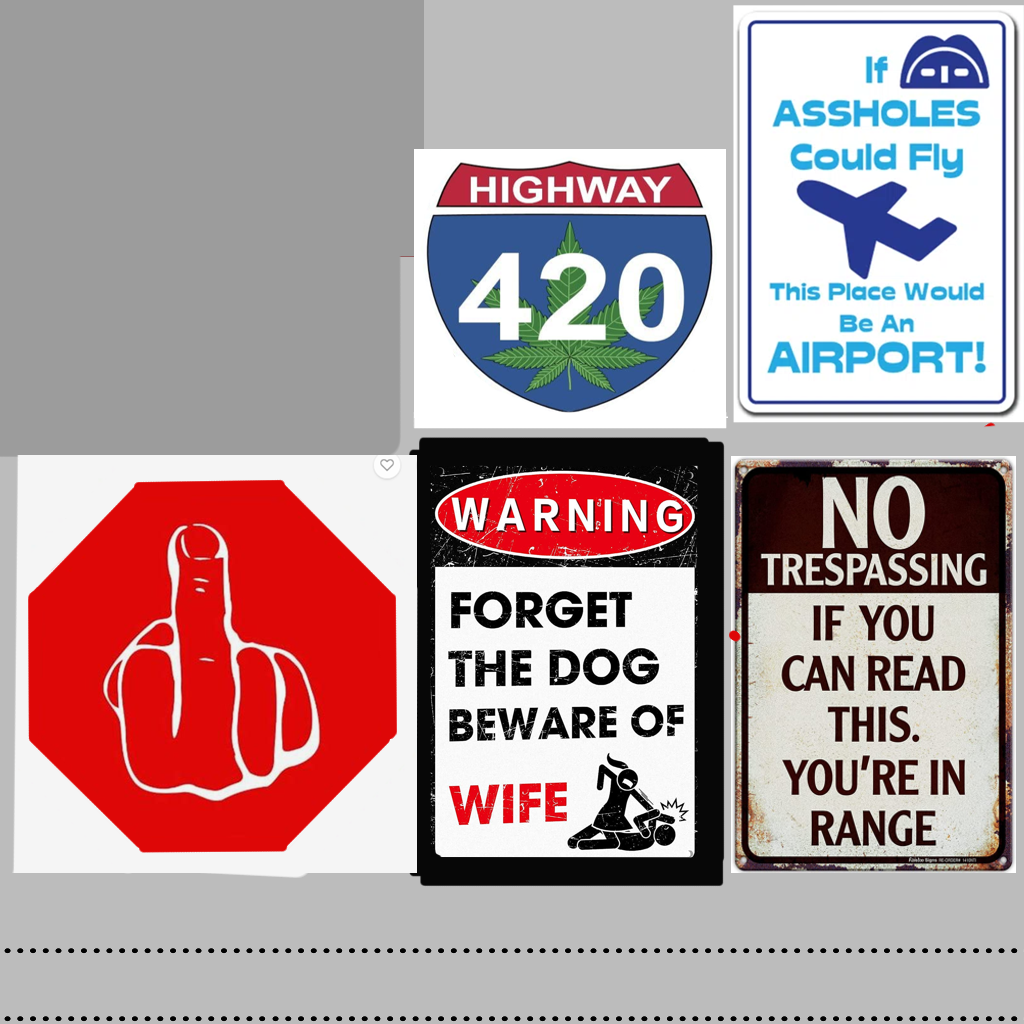 HIGHWAY
420
If
ASSHOLES
Could Fly
This Place Would
Be An
AIRPORT!
WARNING
FORGET
THE DOG
BEWARE OF
WIFE
NO
TRESPASSING
IF YOU
CAN READ
THIS.
YOU'RE IN
RANGE